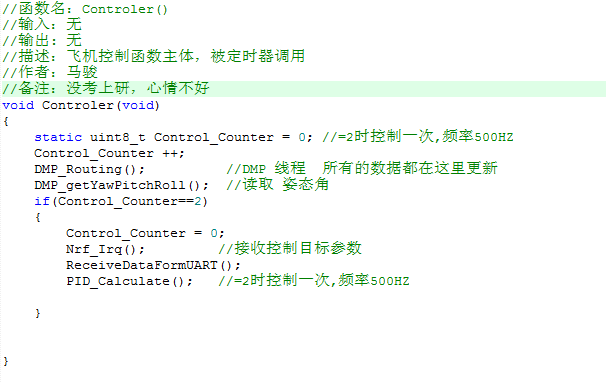 //函数名：Controler()
//输入：无
//输出：无
//描述：飞机控制函数主体，被定时器调用
//作者：马骏
//备注：没考上研，心情不好
void Controler(void)
{
    static uint8_t Control_Counter = 0; //=2时控制一次,频率500HZ
    Control_Counter ++;
    DMP_Routing();          //DMP 线程  所有的数据都在这里更新
    DMP_getYawPitchRoll();  //读取 姿态角
    if(Control_Counter==2)
    {
        Control_Counter = 0;
        Nrf_Irq();         //接收控制目标参数
        ReceiveDataFormUART();
        PID_Calculate();   //=2时控制一次,频率500HZ
    }
}